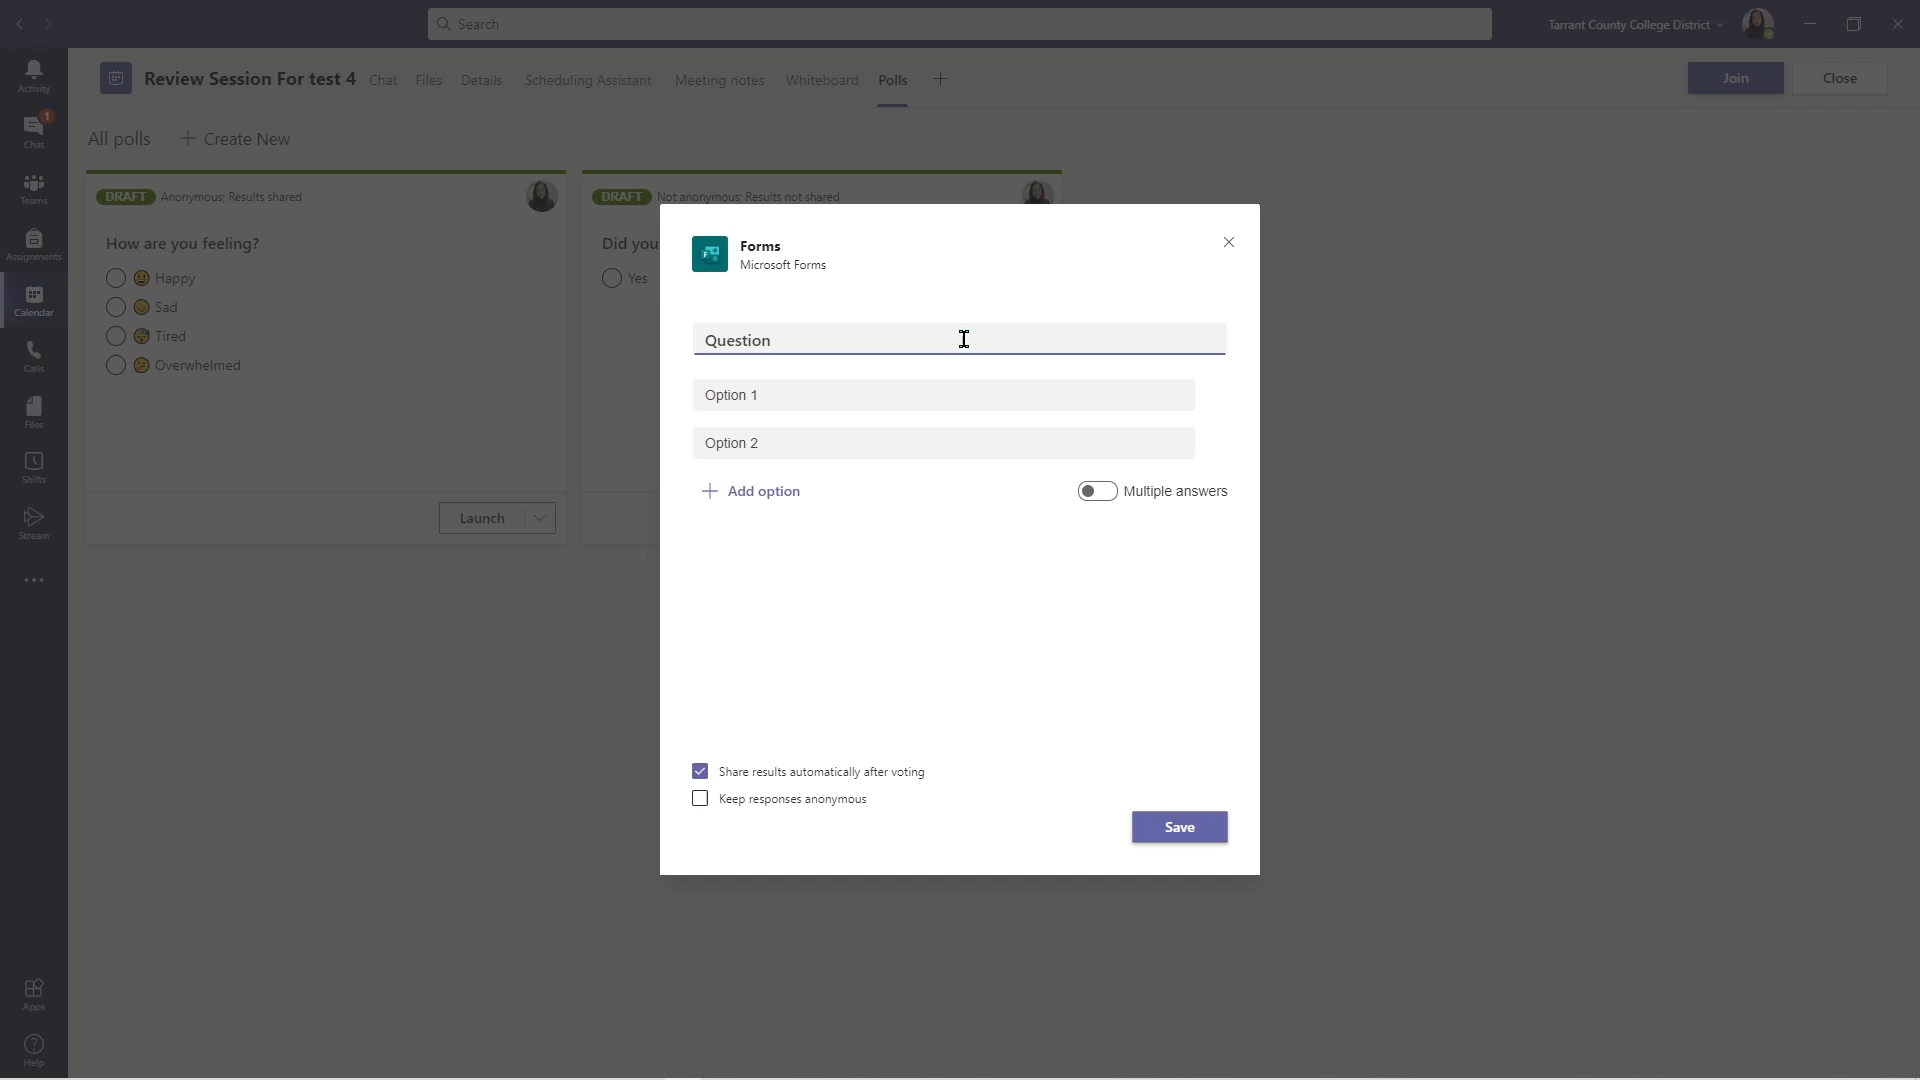 Search
Tarrant County College District
Activity
1
Chat
Teams
Assignments
Calendar
Calls
Files
Shifts
Stream
Apps
Help
Review Session For test 4
Chat
Files
Details
Scheduling Assistant
Meeting notes
Whiteboard
Polls
Join
Close
All polls
Create New
DRAFT Anonymous; Results shared
How are you feeling?
Happy
Sad
Tired
Overwhelmed
Launch
DRAFT Not anonymous; Results not shared
Did you
Yes
Forms
Microsoft Forms
Question
Option 1
Option 2
Add option
Multiple answers
Share results automatically after voting
Keep responses anonymous
Save